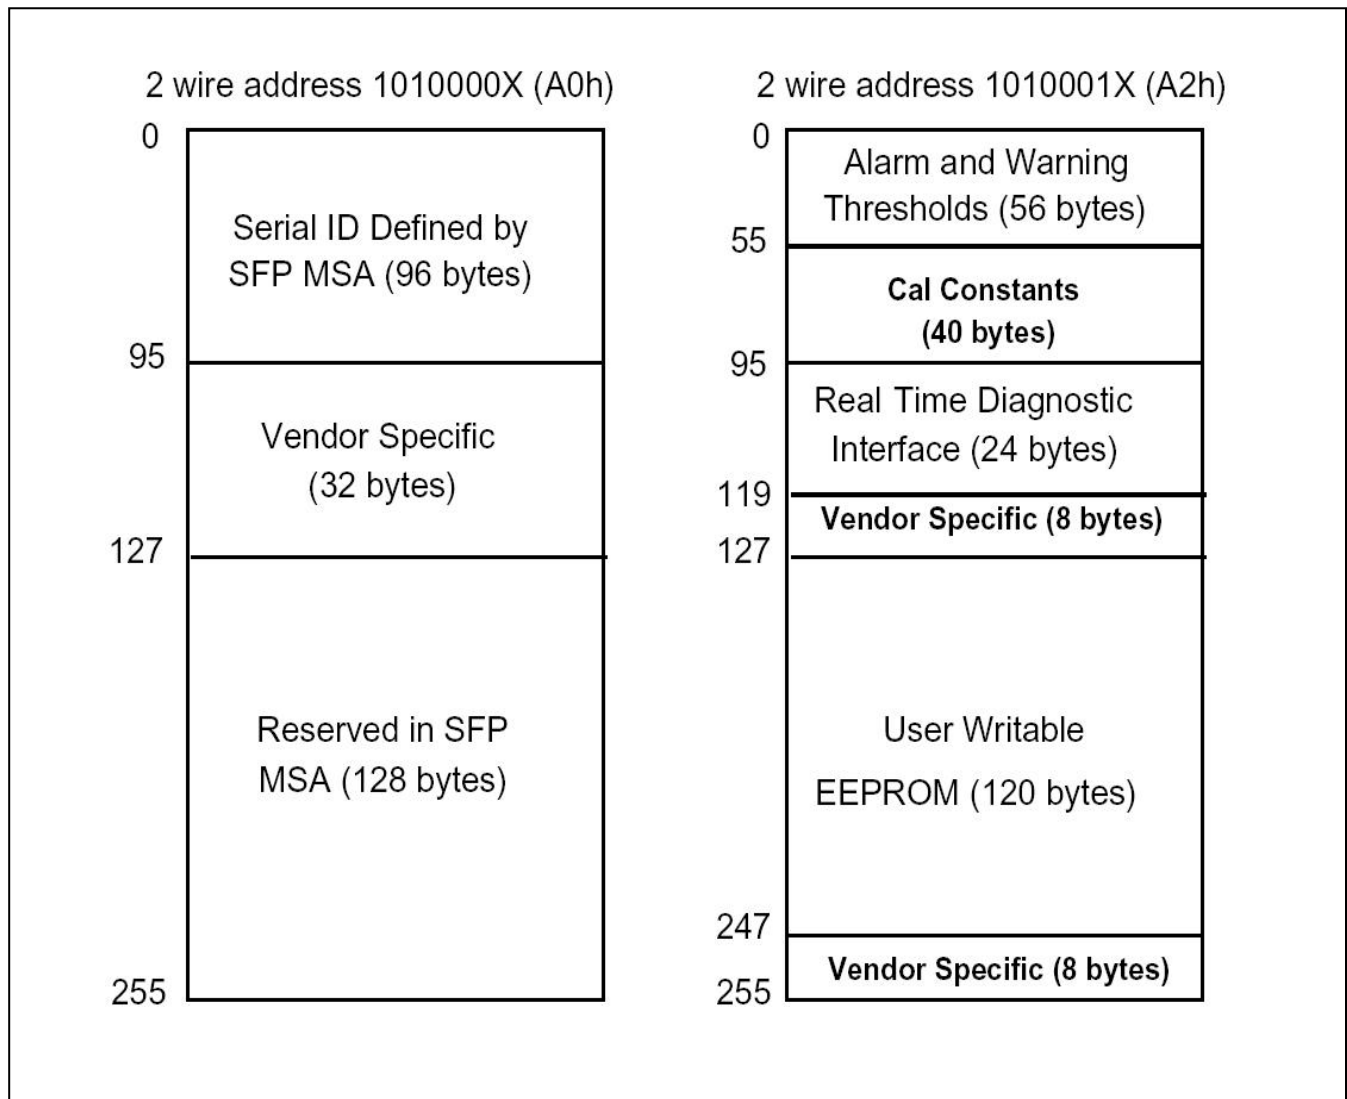 2 wire address 1010000X (A0h)
0
Serial ID Defined by
SFP MSA (96 bytes)
95
Vendor Specific
(32 bytes)
127
Reserved in SFP
MSA (128 bytes)
255
2 wire address 1010001X (A2h)
0
Alarm and Warning
Thresholds (56 bytes)
55
Cal Constants
(40 bytes)
95
Real Time Diagnostic
Interface (24 bytes)
119
Vendor Specific (8 bytes)
127
User Writable
EEPROM (120 bytes)
247
Vendor Specific (8 bytes)
255